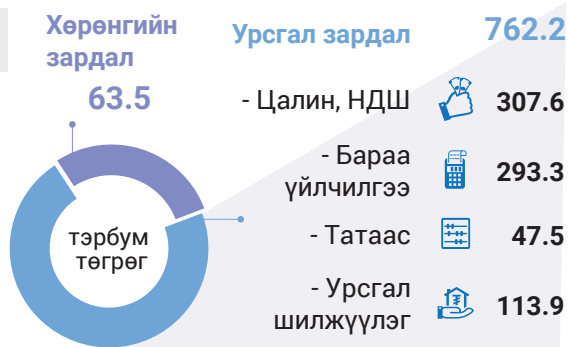 Хөрөнгийн
зардал
63.5
Урсгал зардал 762.2
- Цалин, НДШ 307.6
- Бараа
үйлчилгээ 293.3
- Татаас 47.5
- Урсгал
шилжүүлэг 113.9
тэрбум
төгрөг